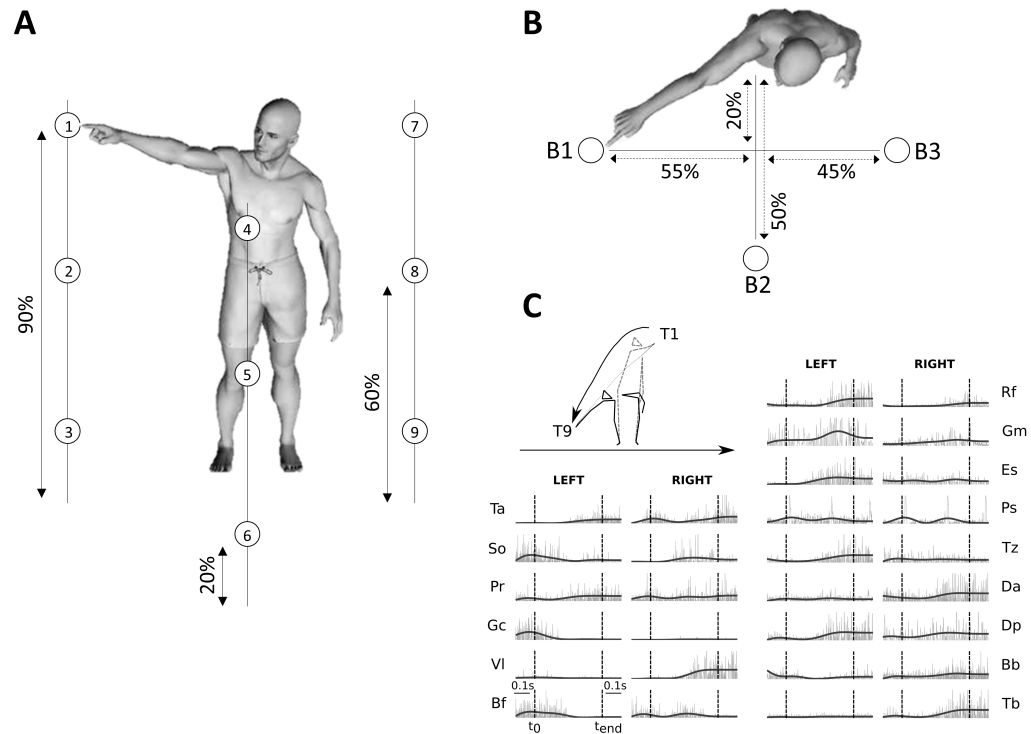 A
1
2
3
4
5
6
7
8
9
90%
60%
20%
B
B1
B2
B3
20%
55%
45%
50%
C
T1
T9
LEFT RIGHT
Ta
So
Pr
Gc
Vl
Bf
0.1s 0.1s
t0 tend
LEFT RIGHT
Rf
Gm
Es
Ps
Tz
Da
Dp
Bb
Tb